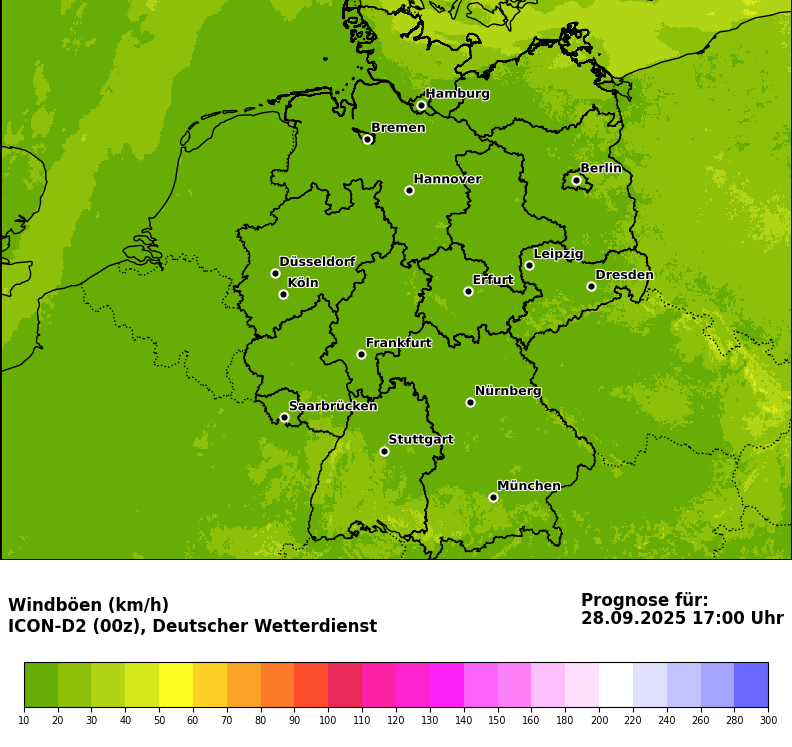 Hamburg
Bremen
Berlin
Hannover
Leipzig
Düsseldorf
Dresden
Köln
Erfurt
Frankfurt
Nürnberg
Saarbrücken
Stuttgart
München
Windböen (km/h)
ICON-D2 (00z), Deutscher Wetterdienst
Prognose für:
28.09.2025 17:00 Uhr
10 20 30 40 50 60 70 80 90 100 110 120 130 140 150 160 180 200 220 240 260 280 300